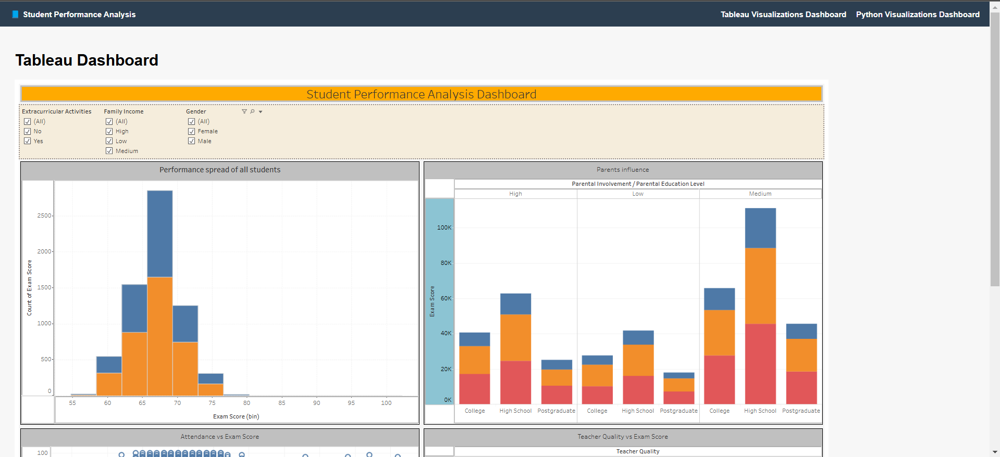 Student Performance Analysis
Tableau Visualizations Dashboard
Python Visualizations Dashboard
Tableau Dashboard
Student Performance Analysis Dashboard
Extracurricular Activities
(All)
No
Yes
Family Income
(All)
High
Low
Medium
Gender
(All)
Female
Male
Performance spread of all students
Count of Exam Score
2500
2000
1500
1000
500
0
55 60 65 70 75 80 85 90 95 100
Exam Score (bin)
Parents influence
Parental Involvement / Parental Education Level
High Low Medium
Exam Score
100K
80K
60K
40K
20K
0K
College High School Postgraduate College High School Postgraduate College High School Postgraduate
Attendance vs Exam Score
100
Teacher Quality vs Exam Score
Teacher Quality